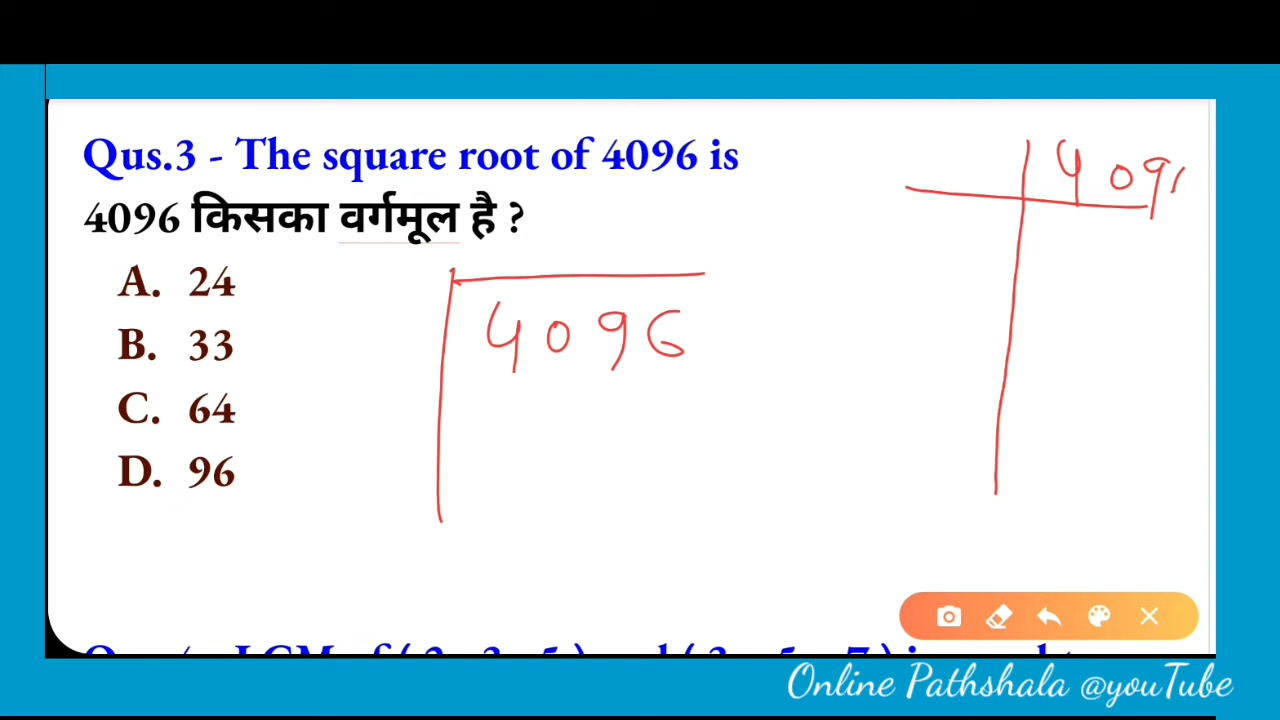 Qus.3 - The square root of 4096 is
4096 किसका वर्गमूल है ?
A. 24
B. 33
C. 64
D. 96
4096
409
Online Pathshala @youTube